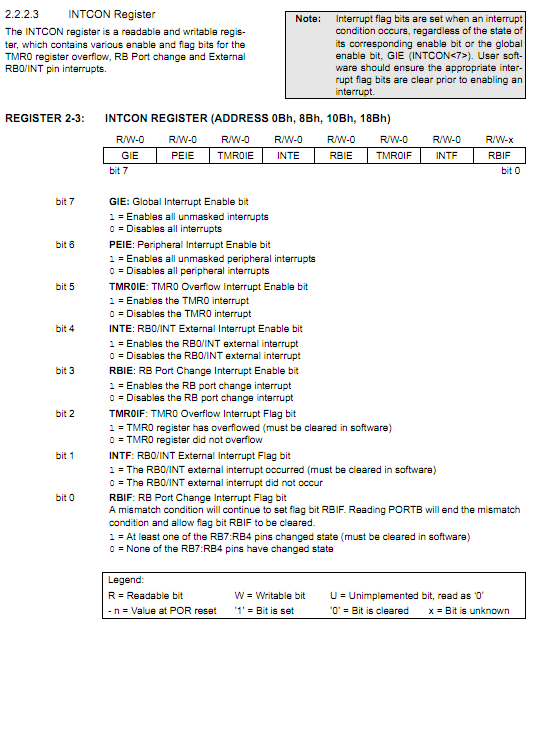 2.2.2.3 INTCON Register
The INTCON register is a readable and writable regis-
ter, which contains various enable and flag bits for the
TMR0 register overflow, RB Port change and External
RB0/INT pin interrupts.
Note: Interrupt flag bits are set when an interrupt
condition occurs, regardless of the state of
its corresponding enable bit or the global
enable bit, GIE (INTCON<7>). User soft-
ware should ensure the appropriate inter-
rupt flag bits are clear prior to enabling an
interrupt.
REGISTER 2-3: INTCON REGISTER (ADDRESS 0Bh, 8Bh, 10Bh, 18Bh)
R/W-0 R/W-0 R/W-0 R/W-0 R/W-0 R/W-0 R/W-0 R/W-x
GIE PEIE TMR0IE INTE RBIE TMR0IF INTF RBIF
bit 7 bit 0
bit 7 GIE: Global Interrupt Enable bit
1 = Enables all unmasked interrupts
0 = Disables all interrupts
bit 6 PEIE: Peripheral Interrupt Enable bit
1 = Enables all unmasked peripheral interrupts
0 = Disables all peripheral interrupts
bit 5 TMR0IE: TMR0 Overflow Interrupt Enable bit
1 = Enables the TMR0 interrupt
0 = Disables the TMR0 interrupt
bit 4 INTE: RB0/INT External Interrupt Enable bit
1 = Enables the RB0/INT external interrupt
0 = Disables the RB0/INT external interrupt
bit 3 RBIE: RB Port Change Interrupt Enable bit
1 = Enables the RB port change interrupt
0 = Disables the RB port change interrupt
bit 2 TMR0IF: TMR0 Overflow Interrupt Flag bit
1 = TMR0 register has overflowed (must be cleared in software)
0 = TMR0 register did not overflow
bit 1 INTF: RB0/INT External Interrupt Flag bit
1 = The RB0/INT external interrupt occurred (must be cleared in software)
0 = The RB0/INT external interrupt did not occur
bit 0 RBIF: RB Port Change Interrupt Flag bit
A mismatch condition will continue to set flag bit RBIF. Reading PORTB will end the mismatch
condition and allow flag bit RBIF to be cleared.
1 = At least one of the RB7:RB4 pins changed state (must be cleared in software)
0 = None of the RB7:RB4 pins have changed state
Legend:
R = Readable bit W = Writable bit U = Unimplemented bit, read as '0'
- n = Value at POR reset '1' = Bit is set '0' = Bit is cleared x = Bit is unknown